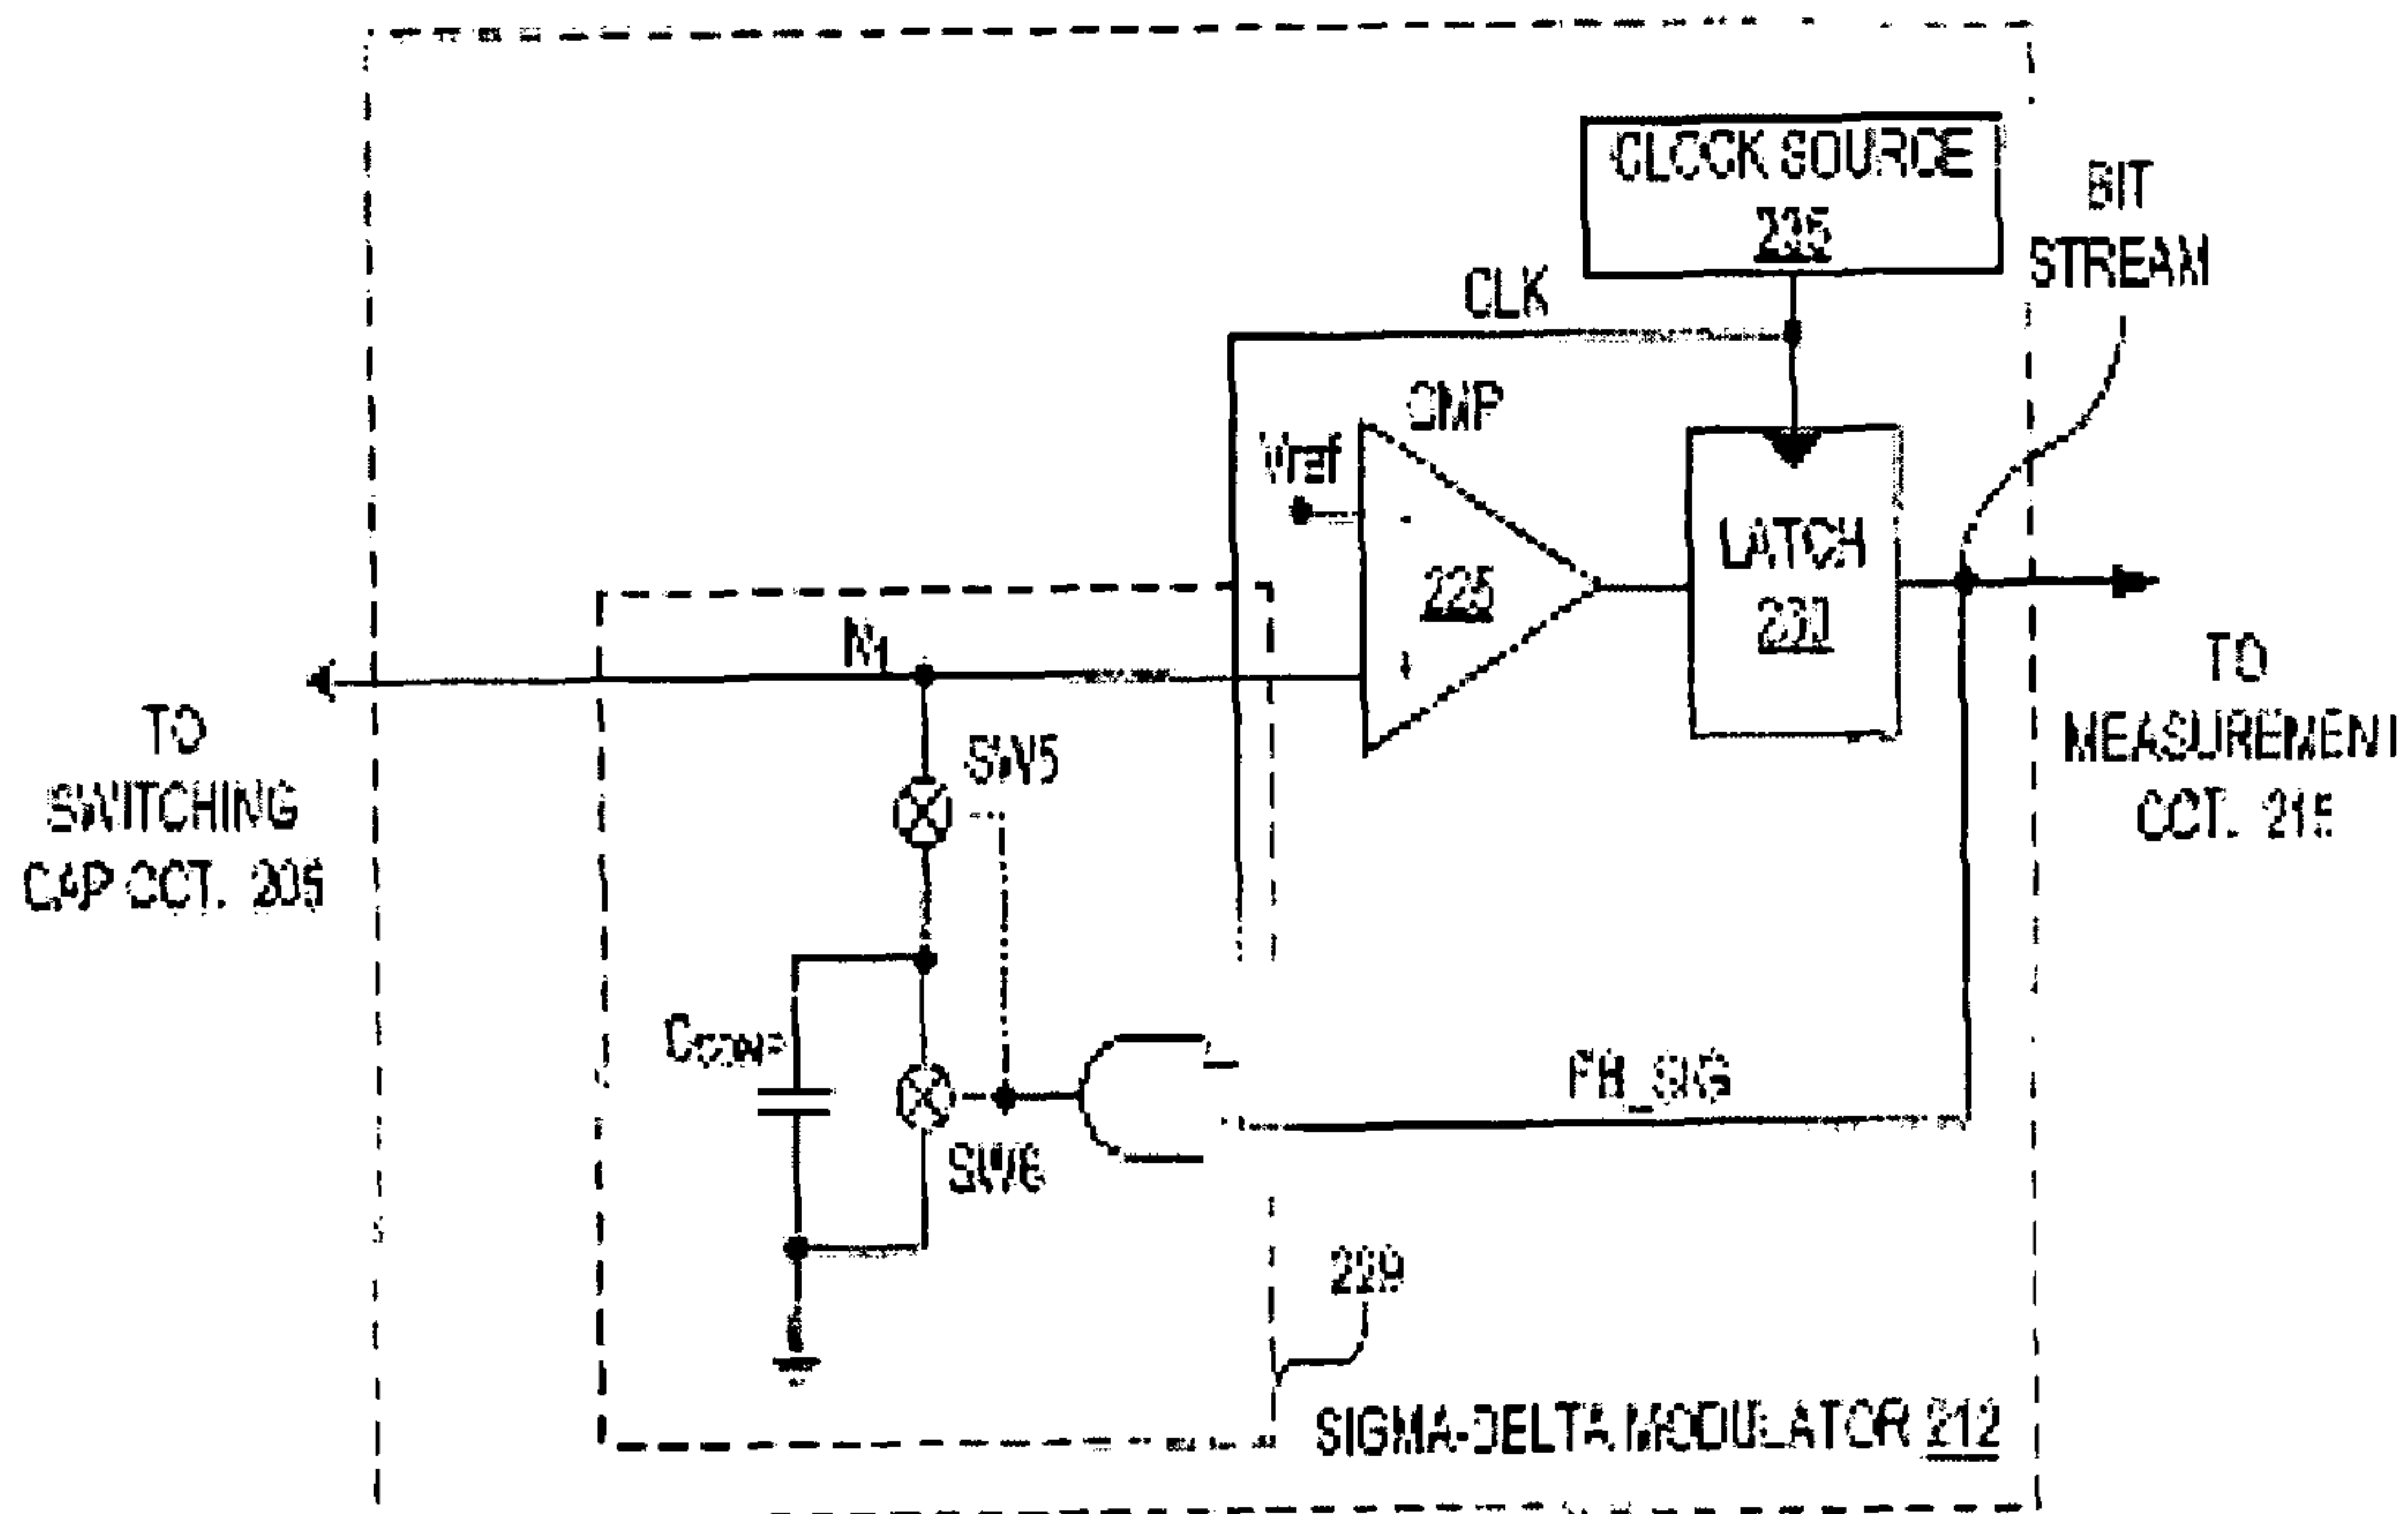 CLOCK SOURCE
235
BIT
STREAM
CLK
CMP
Vref
225
LATCH
230
N1
TO
SWITCHING
CAP CCT. 205
SW5
TO
MEASUREMENT
CCT. 215
CCOMP
FB_SIG
SW6
SIGMA-DELTA MODULATOR 212